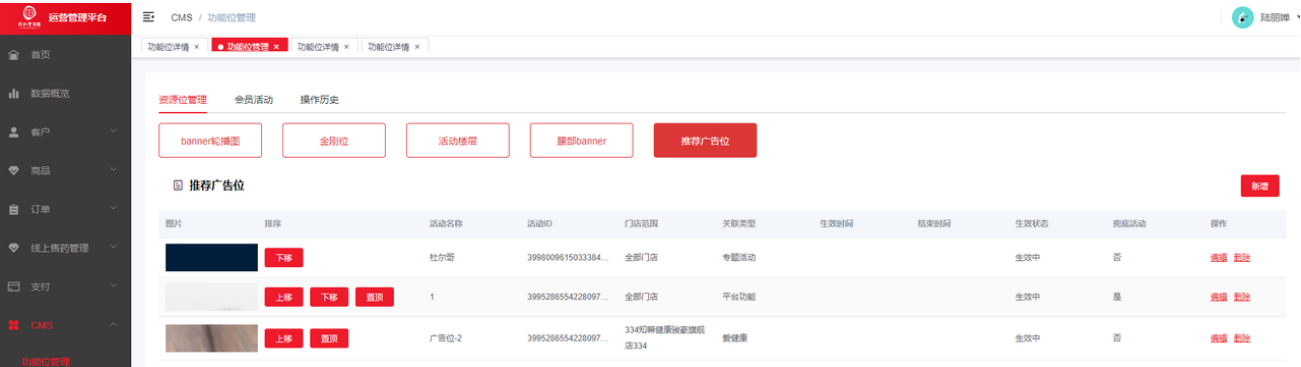 运营管理平台
CMS / 功能位管理
陆丽婵
功能位详情 × 功能位管理 × 功能位详情 × 功能位详情 ×
首页
数据概览
客户
商品
订单
线上售药管理
支付
CMS
功能位管理
资源位管理 会员活动 操作历史
banner轮播图 金刚位 活动楼层 腰部banner 推荐广告位
推荐广告位
新增
图片 排序 活动名称 活动ID 门店范围 关联类型 生效时间 结束时间 生效状态 兜底活动 操作
下移 杜尔哥 3998009615033384... 全部门店 专题活动 生效中 否 编辑 删除
上移 下移 置顶 1 3995286554228097... 全部门店 平台功能 生效中 是 编辑 删除
上移 置顶 广告位-2 3995286554228097... 334知嘛健康 爱健康 生效中 否 编辑 删除
店334